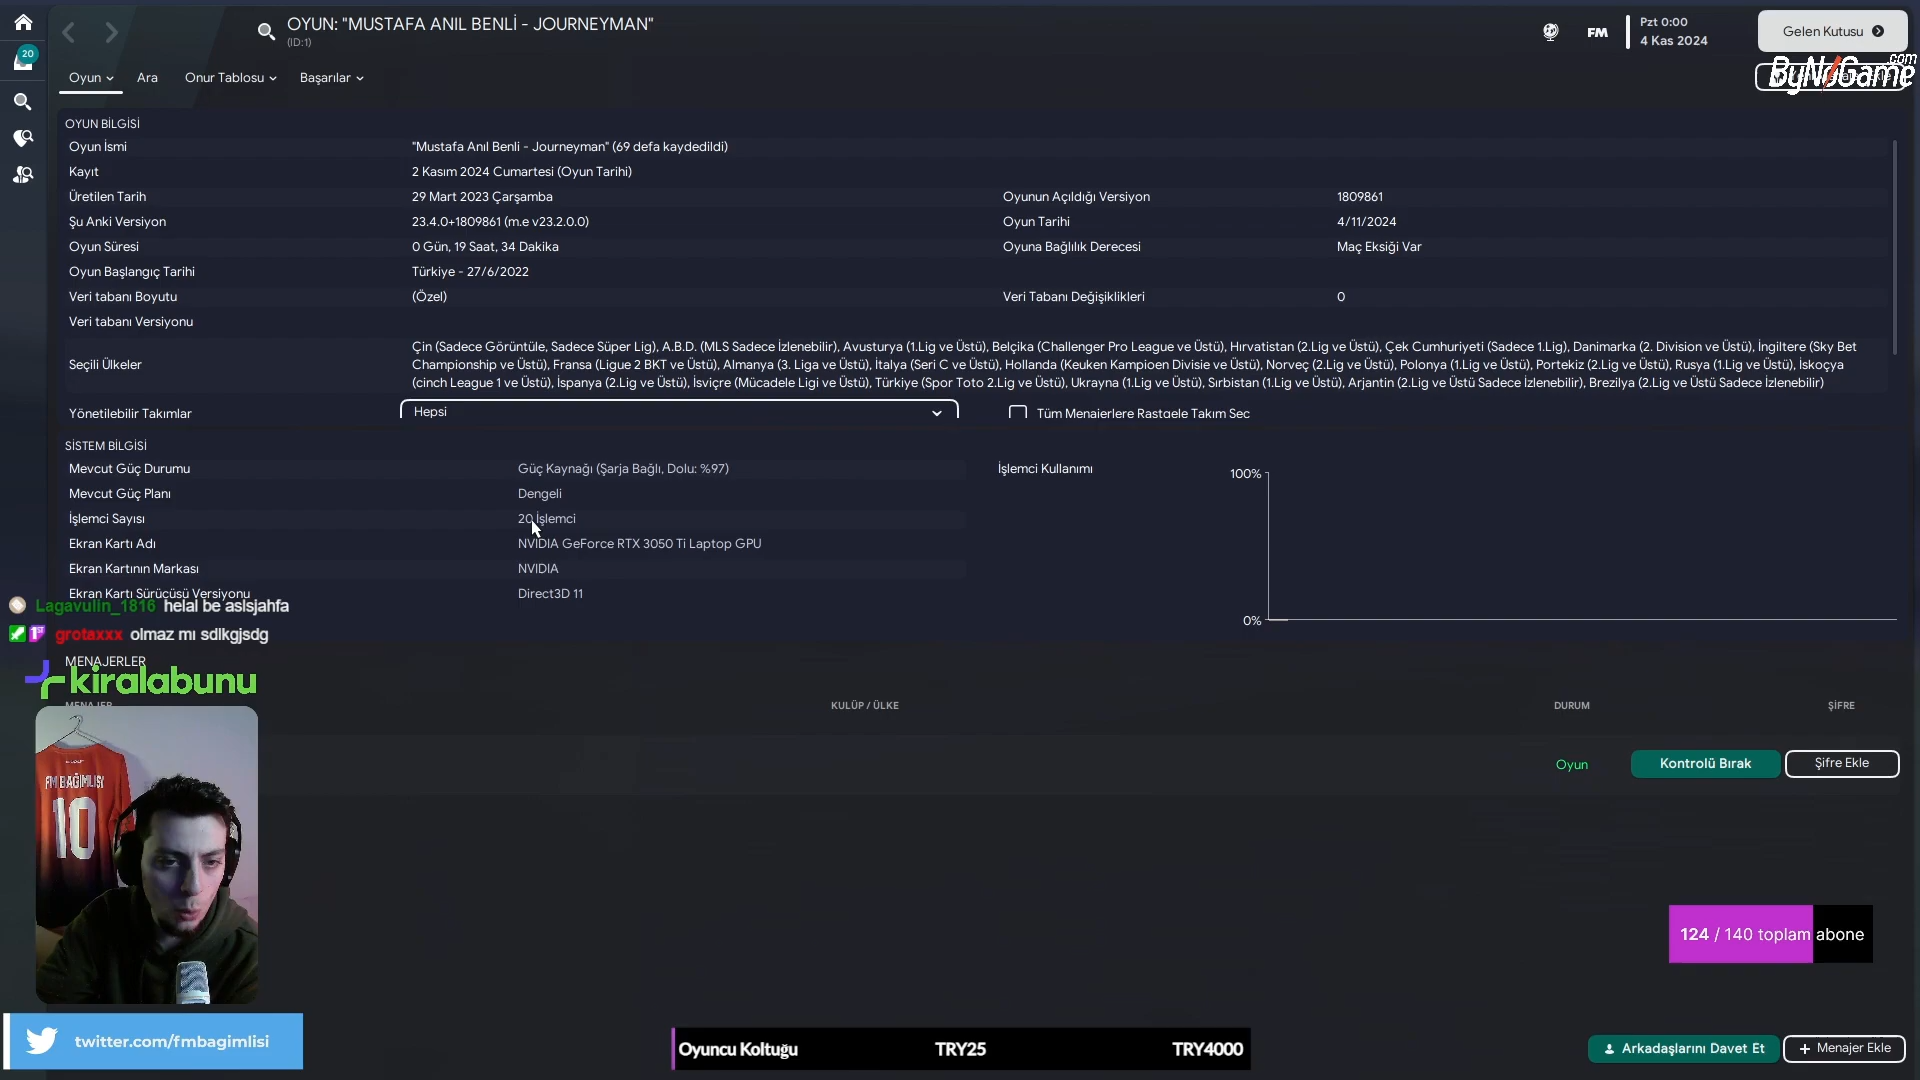 OYUN: "MUSTAFA ANIL BENLİ - JOURNEYMAN"
(ID:1)
FM
Pzt 0:00
4 Kas 2024
Gelen Kutusu
20
Oyun
Ara
Onur Tablosu
Başarılar
ByNoGame.com
OYUN BİLGİSİ
Oyun İsmi "Mustafa Anıl Benli - Journeyman" (69 defa kaydedildi)
Kayıt 2 Kasım 2024 Cumartesi (Oyun Tarihi)
Üretilen Tarih 29 Mart 2023 Çarşamba Oyunun Açıldığı Versiyon 1809861
Şu Anki Versiyon 23.4.0+1809861 (m.e v23.2.0.0) Oyun Tarihi 4/11/2024
Oyun Süresi 0 Gün, 19 Saat, 34 Dakika Oyuna Bağlılık Derecesi Maç Eksiği Var
Oyun Başlangıç Tarihi Türkiye - 27/6/2022
Veri tabanı Boyutu (Özel) Veri Tabanı Değişiklikleri 0
Veri tabanı Versiyonu
Seçili Ülkeler
Çin (Sadece Görüntüle, Sadece Süper Lig), A.B.D. (MLS Sadece İzlenebilir), Avusturya (1.Lig ve Üstü), Belçika (Challenger Pro League ve Üstü), Hırvatistan (2.Lig ve Üstü), Çek Cumhuriyeti (Sadece 1.Lig), Danimarka (2. Division ve Üstü), İngiltere (Sky Bet
Championship ve Üstü), Fransa (Ligue 2 BKT ve Üstü), Almanya (3. Liga ve Üstü), İtalya (Seri C ve Üstü), Hollanda (Keuken Kampioen Divisie ve Üstü), Norveç (2.Lig ve Üstü), Polonya (1.Lig ve Üstü), Portekiz (2.Lig ve Üstü), Rusya (1.Lig ve Üstü), İskoçya
(cinch League 1 ve Üstü), İspanya (2.Lig ve Üstü), İsviçre (Mücadele Ligi ve Üstü), Türkiye (Spor Toto 2.Lig ve Üstü), Ukrayna (1.Lig ve Üstü), Sırbistan (1.Lig ve Üstü), Arjantin (2.Lig ve Üstü Sadece İzlenebilir), Brezilya (2.Lig ve Üstü Sadece İzlenebilir)
Yönetilebilir Takımlar Hepsi Tüm Menajerlere Rastgele Takım Seç
SİSTEM BİLGİSİ
Mevcut Güç Durumu Güç Kaynağı (Şarja Bağlı, Dolu: %97) İşlemci Kullanımı 100%
Mevcut Güç Planı Dengeli
İşlemci Sayısı 20 İşlemci
Ekran Kartı Adı NVIDIA GeForce RTX 3050 Ti Laptop GPU
Ekran Kartının Markası NVIDIA
Ekran Kartı Sürücüsü Versiyonu Direct3D 11
0%
Lagavulin_1816 helal be aslsjahfa
grotaxxx olmaz mı sdlkgjsdg
MENAJERLER
kiralabunu
MENAJER KULÜP / ÜLKE DURUM ŞİFRE
Oyun Kontrolü Bırak Şifre Ekle
FM BAĞIMLISI
10
124 / 140 toplam abone
twitter.com/fmbagimlisi
Oyuncu Koltuğu TRY25 TRY4000
Arkadaşlarını Davet Et
Menajer Ekle